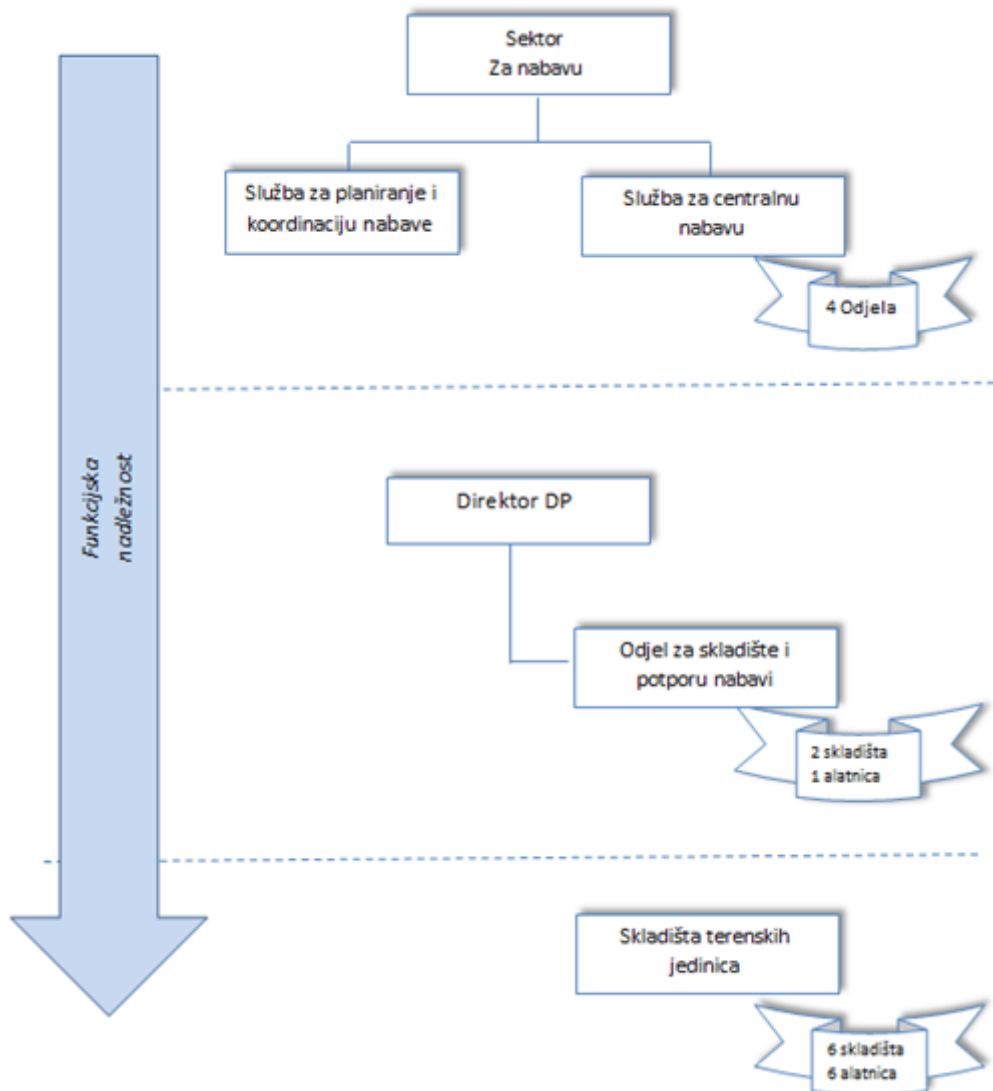 Sektor
Za nabavu
Služba za planiranje i
koordinaciju nabave
Služba za centralnu
nabavu
4 Odjela
Funkcijska
nadležnost
Direktor DP
Odjel za skladište i
potporu nabavi
2 skladišta
1 alatnica
Skladišta terenskih
jedinica
6 skladišta
6 alatnica